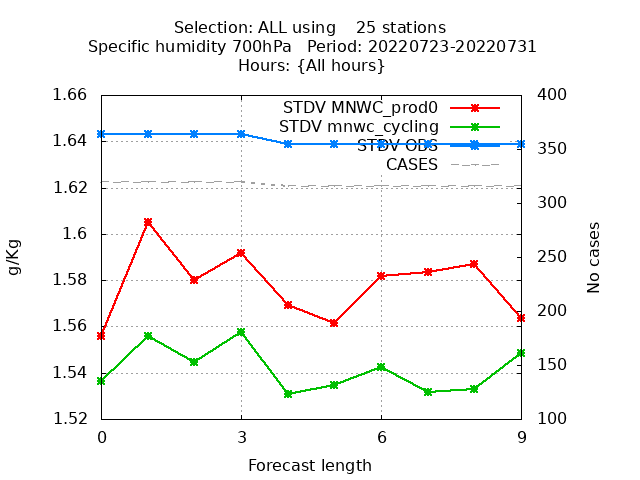 Selection: ALL using    25 stations
Specific humidity 700hPa   Period: 20220723-20220731
Hours: {All hours}
1.66
1.64
1.62
1.6
1.58
1.56
1.54
1.52
g/Kg
STDV MNWC_prod0
STDV mnwc_cycling
STDV OBS
CASES
400
350
300
250
200
150
100
No cases
0 3 6 9
Forecast length